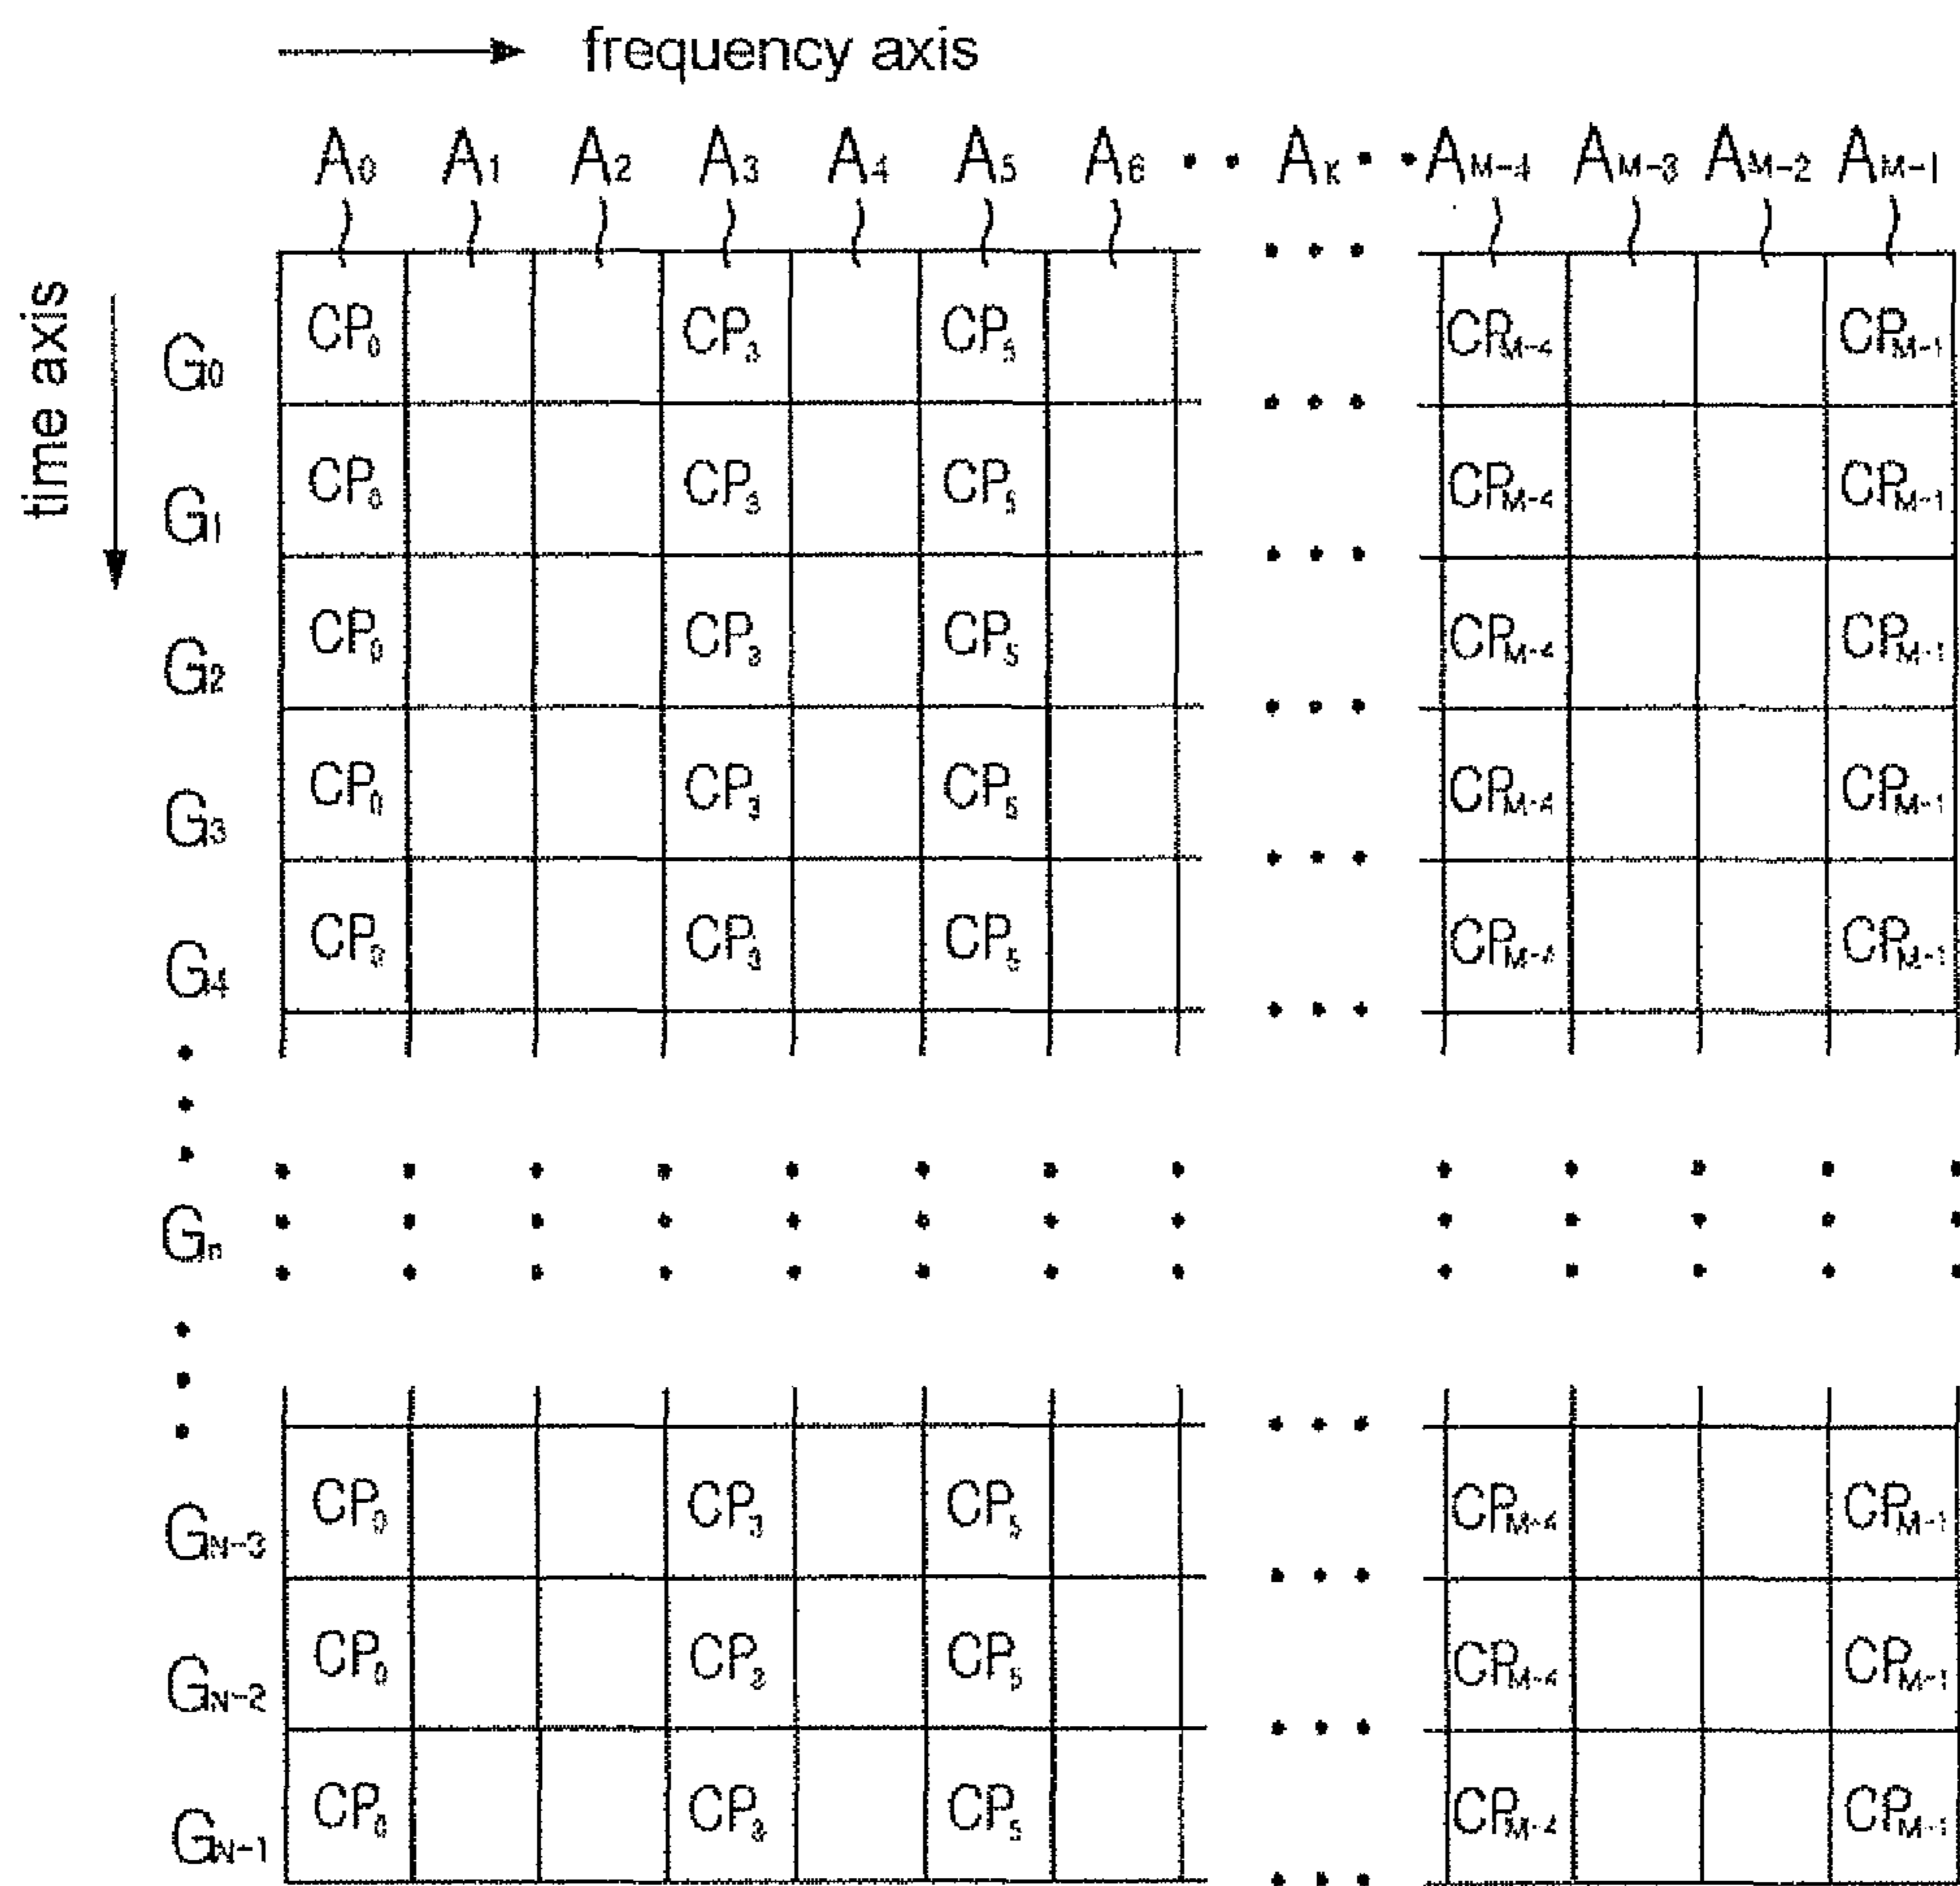 frequency axis
A0 A1 A2 A3 A4 A5 A6 • • AK • • AM-4 AM-3 AM-2 AM-1
time axis
G0 CP0 CP3 CP5 CPM-4 CPM-1
G1 CP0 CP3 CP5 CPM-4 CPM-1
G2 CP0 CP3 CP5 CPM-4 CPM-1
G3 CP0 CP3 CP5 CPM-4 CPM-1
G4 CP0 CP3 CP5 CPM-4 CPM-1
Gn
GN-3 CP0 CP3 CP5 CPM-4 CPM-1
GN-2 CP0 CP3 CP5 CPM-4 CPM-1
GN-1 CP0 CP3 CP5 CPM-4 CPM-1